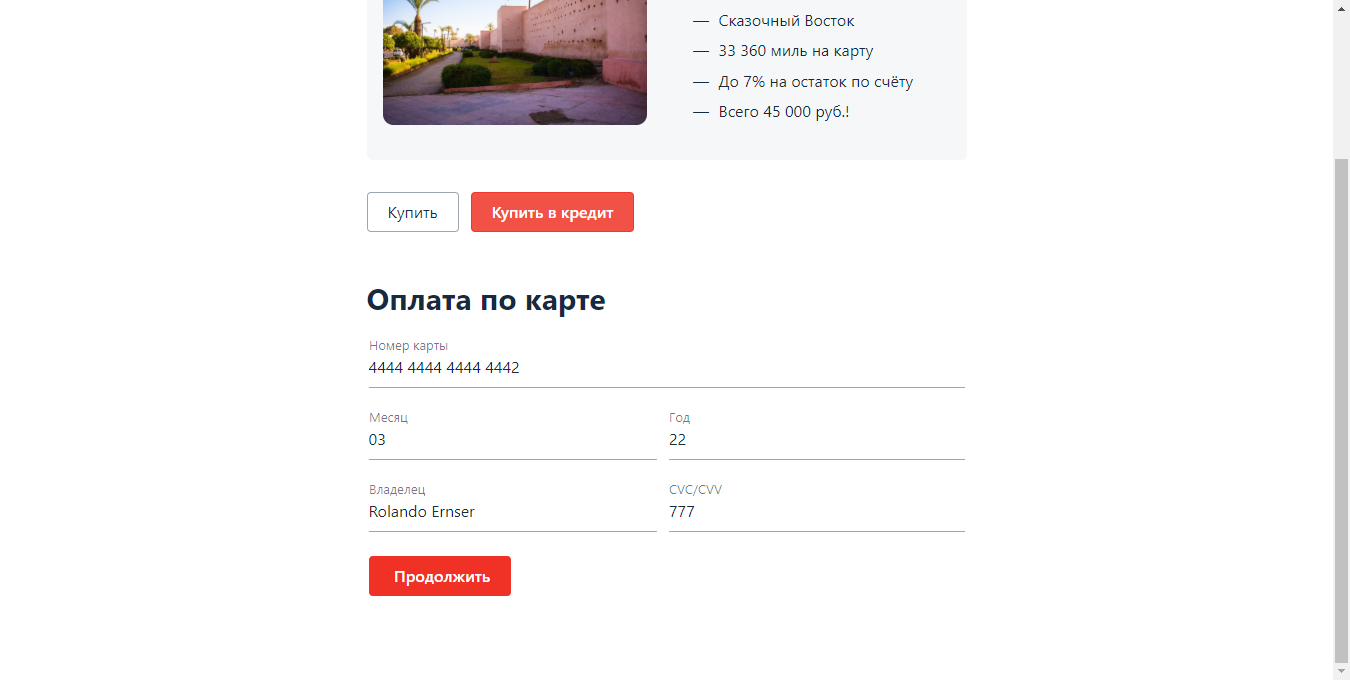 — Сказочный Восток
— 33 360 миль на карту
— До 7% на остаток по счёту
— Всего 45 000 руб.!
Купить
Купить в кредит
Оплата по карте
Номер карты
4444 4444 4444 4442
Месяц
Год
03
22
Владелец
CVC/CVV
Rolando Ernser
777
Продолжить